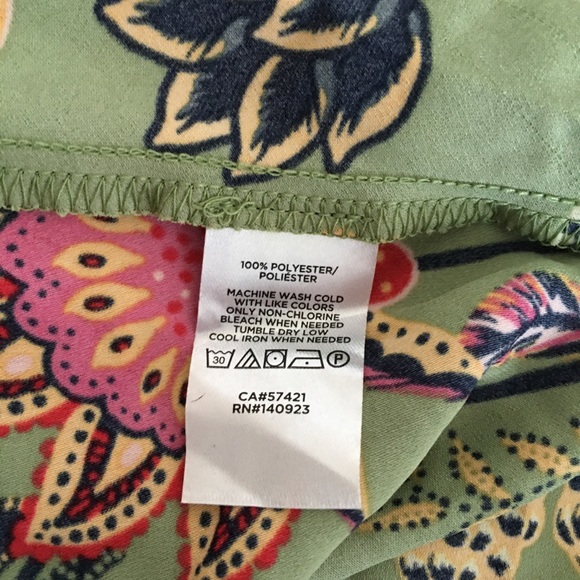 100% POLYESTER/
POLIÉSTER
MACHINE WASH COLD
WITH LIKE COLORS
ONLY NON-CHLORINE
BLEACH WHEN NEEDED
TUMBLE DRY LOW
COOL IRON WHEN NEEDED
30 P
CA#57421
RN#140923